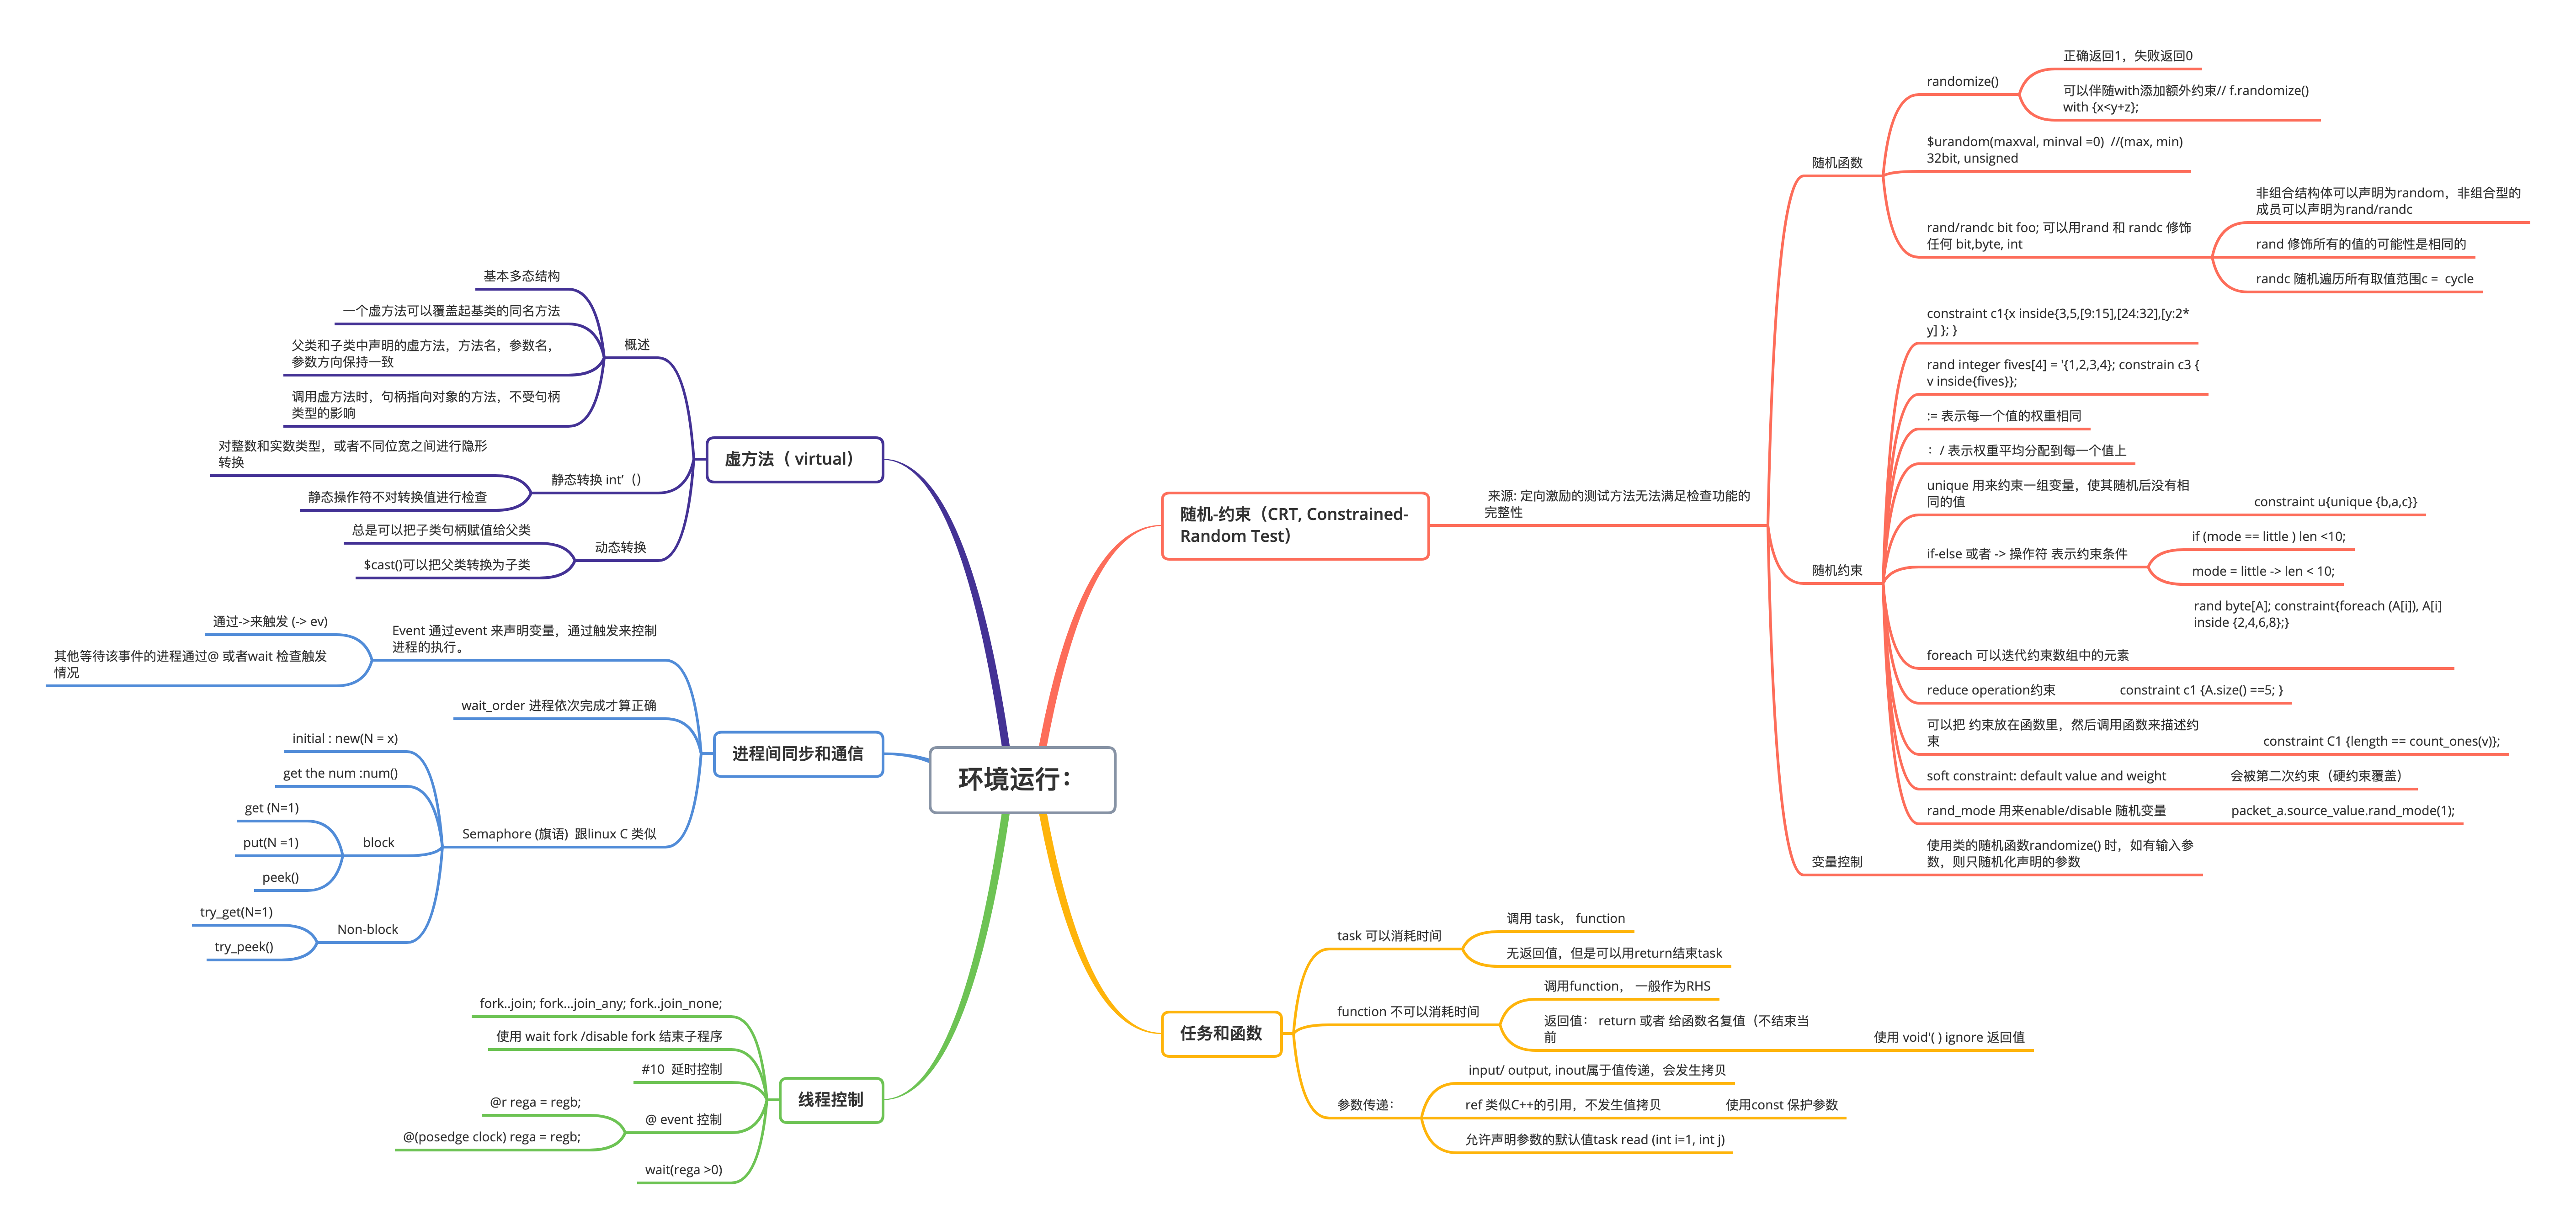 环境运行：
随机-约束（CRT, Constrained-
Random Test）
来源: 定向激励的测试方法无法满足检查功能的
完整性
随机函数
randomize()
正确返回1，失败返回0
可以伴随with添加额外约束// f.randomize()
with {x<y+z};
$urandom(maxval, minval =0)  //(max, min)
32bit, unsigned
rand/randc bit foo; 可以用rand 和 randc 修饰
任何 bit,byte, int
非组合结构体可以声明为random，非组合型的
成员可以声明为rand/randc
rand 修饰所有的值的可能性是相同的
randc 随机遍历所有取值范围c =  cycle
随机约束
constraint c1{x inside{3,5,[9:15],[24:32],[y:2*
y] }; }
rand integer fives[4] = '{1,2,3,4}; constrain c3 {
v inside{fives}};
:= 表示每一个值的权重相同
：/ 表示权重平均分配到每一个值上
unique 用来约束一组变量，使其随机后没有相
同的值
constraint u{unique {b,a,c}}
if-else 或者 -> 操作符 表示约束条件
if (mode == little ) len <10;
mode = little -> len < 10;
foreach 可以迭代约束数组中的元素
rand byte[A]; constraint{foreach (A[i]), A[i]
inside {2,4,6,8};}
reduce operation约束
constraint c1 {A.size() ==5; }
可以把 约束放在函数里，然后调用函数来描述约
束
constraint C1 {length == count_ones(v)};
soft constraint: default value and weight
会被第二次约束（硬约束覆盖）
rand_mode 用来enable/disable 随机变量
packet_a.source_value.rand_mode(1);
变量控制
使用类的随机函数randomize() 时，如有输入参
数，则只随机化声明的参数
任务和函数
task 可以消耗时间
调用 task， function
无返回值，但是可以用return结束task
function 不可以消耗时间
调用function， 一般作为RHS
返回值： return 或者 给函数名复值（不结束当
前
使用 void'( ) ignore 返回值
参数传递：
input/ output, inout属于值传递，会发生拷贝
ref 类似C++的引用，不发生值拷贝
使用const 保护参数
允许声明参数的默认值task read (int i=1, int j)
虚方法（ virtual）
概述
基本多态结构
一个虚方法可以覆盖起基类的同名方法
父类和子类中声明的虚方法，方法名，参数名，
参数方向保持一致
调用虚方法时，句柄指向对象的方法，不受句柄
类型的影响
静态转换 int’（）
对整数和实数类型，或者不同位宽之间进行隐形
转换
静态操作符不对转换值进行检查
动态转换
总是可以把子类句柄赋值给父类
$cast()可以把父类转换为子类
进程间同步和通信
Event 通过event 来声明变量，通过触发来控制
进程的执行。
通过->来触发 (-> ev)
其他等待该事件的进程通过@ 或者wait 检查触发
情况
wait_order 进程依次完成才算正确
Semaphore (旗语)  跟linux C 类似
initial : new(N = x)
get the num :num()
block
get (N=1)
put(N =1)
peek()
Non-block
try_get(N=1)
try_peek()
线程控制
fork..join; fork...join_any; fork..join_none;
使用 wait fork /disable fork 结束子程序
#10  延时控制
@ event 控制
@r rega = regb;
@(posedge clock) rega = regb;
wait(rega >0)